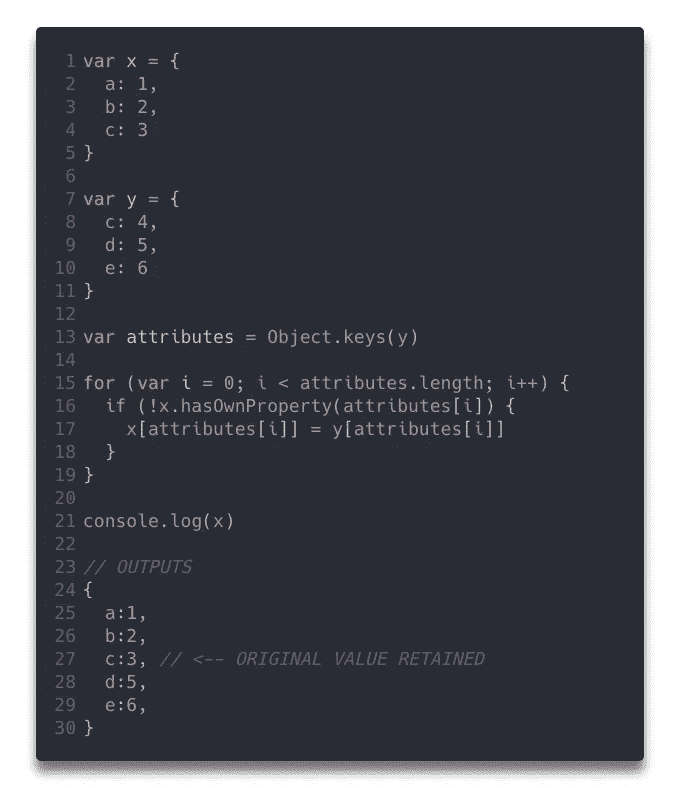 1 var x = {
2   a: 1,
3   b: 2,
4   c: 3
5 }
6
7 var y = {
8   c: 4,
9   d: 5,
10   e: 6
11 }
12
13 var attributes = Object.keys(y)
14
15 for (var i = 0; i < attributes.length; i++) {
16   if (!x.hasOwnProperty(attributes[i]) {
17     x[attributes[i]] = y[attributes[i]]
18   }
19 }
20
21 console.log(x)
22
23 // OUTPUTS
24 {
25   a:1,
26   b:2,
27   c:3, // <-- ORIGINAL VALUE RETAINED
28   d:5,
29   e:6,
30 }